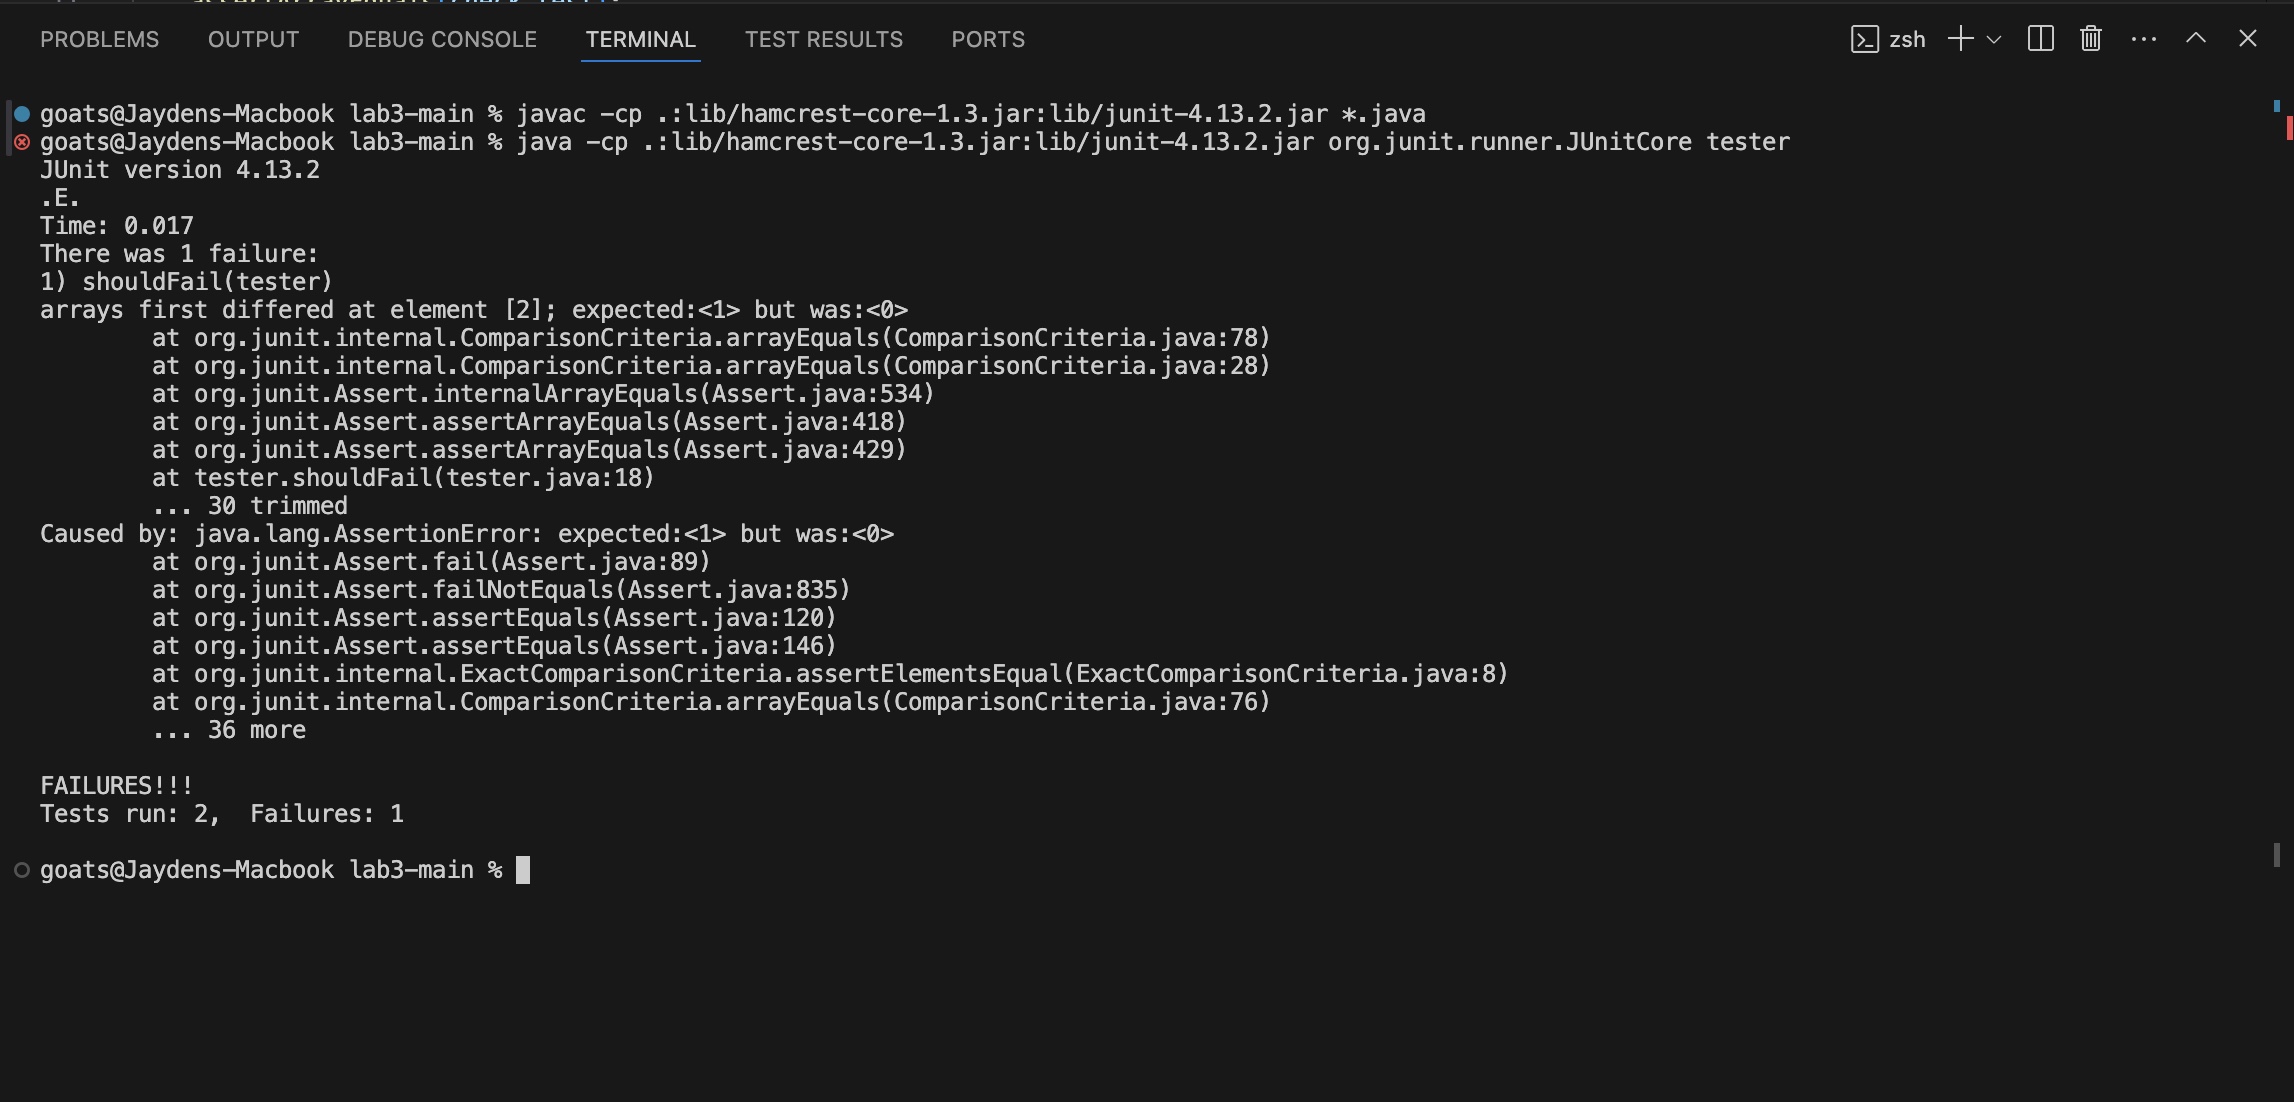 PROBLEMS OUTPUT DEBUG CONSOLE TERMINAL TEST RESULTS PORTS zsh
goats@Jaydens-Macbook lab3-main % javac -cp .:lib/hamcrest-core-1.3.jar:lib/junit-4.13.2.jar *.java
goats@Jaydens-Macbook lab3-main % java -cp .:lib/hamcrest-core-1.3.jar:lib/junit-4.13.2.jar org.junit.runner.JUnitCore tester
JUnit version 4.13.2
.E.
Time: 0.017
There was 1 failure:
1) shouldFail(tester)
arrays first differed at element [2]; expected:<1> but was:<0>
at org.junit.internal.ComparisonCriteria.arrayEquals(ComparisonCriteria.java:78)
at org.junit.internal.ComparisonCriteria.arrayEquals(ComparisonCriteria.java:28)
at org.junit.Assert.internalArrayEquals(Assert.java:534)
at org.junit.Assert.assertArrayEquals(Assert.java:418)
at org.junit.Assert.assertArrayEquals(Assert.java:429)
at tester.shouldFail(tester.java:18)
... 30 trimmed
Caused by: java.lang.AssertionError: expected:<1> but was:<0>
at org.junit.Assert.fail(Assert.java:89)
at org.junit.Assert.failNotEquals(Assert.java:835)
at org.junit.Assert.assertEquals(Assert.java:120)
at org.junit.Assert.assertEquals(Assert.java:146)
at org.junit.internal.ExactComparisonCriteria.assertElementsEqual(ExactComparisonCriteria.java:8)
at org.junit.internal.ComparisonCriteria.arrayEquals(ComparisonCriteria.java:76)
... 36 more
FAILURES!!!
Tests run: 2,  Failures: 1
goats@Jaydens-Macbook lab3-main %